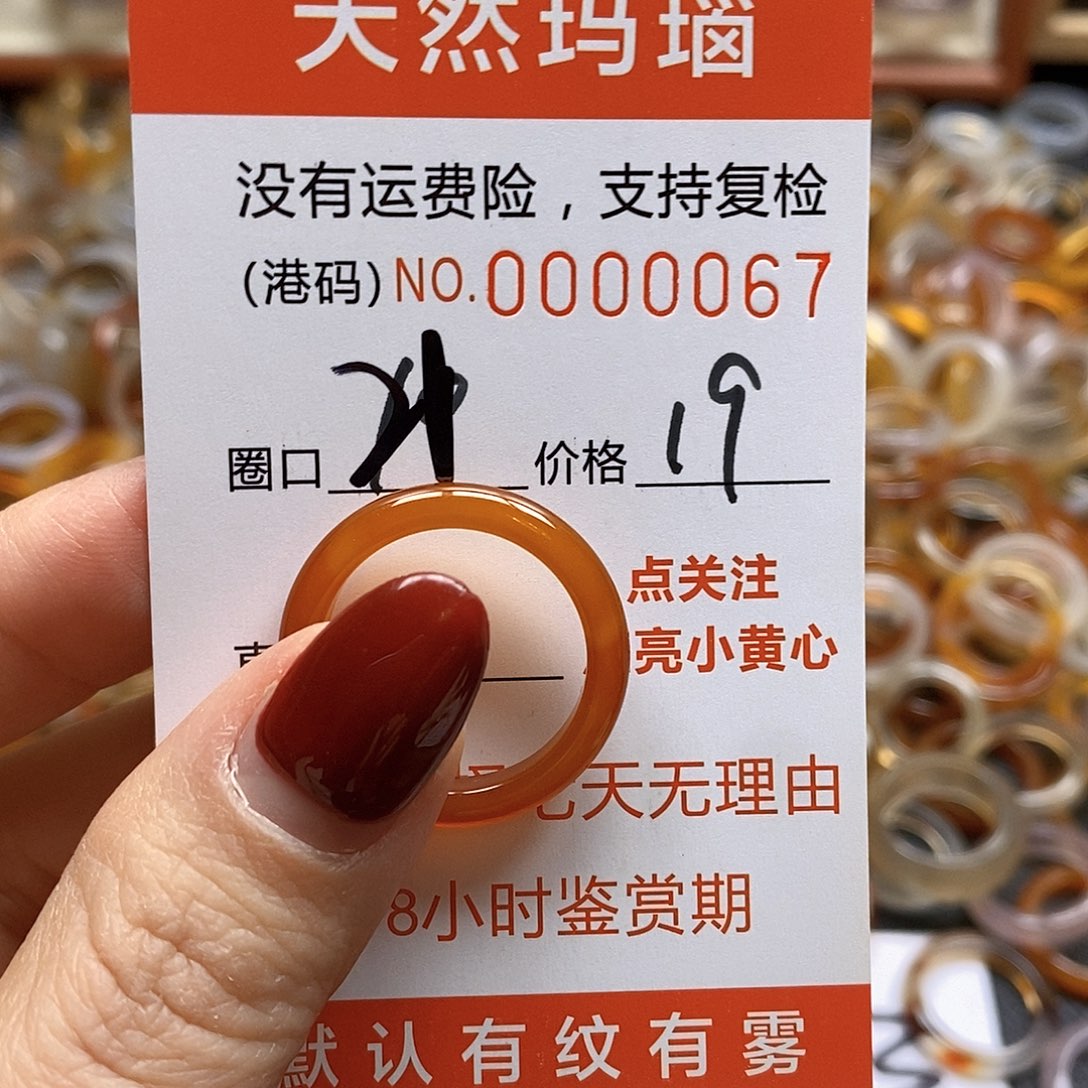 天然玛瑙
没有运费险，支持复检
(港码) NO.0000067
圈口 价格 19
点关注
亮小黄心
七天无理由
8小时鉴赏期
默认有纹有雾